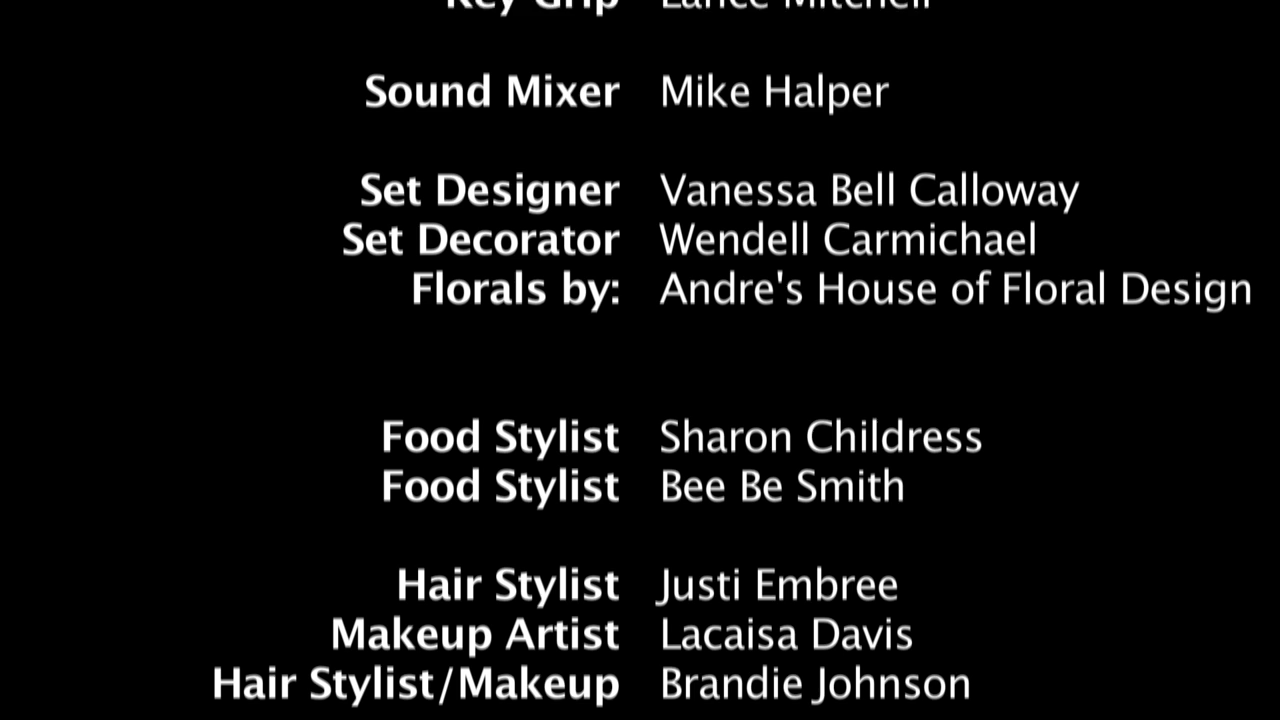 Key Grip Lance Mitchell
Sound Mixer Mike Halper
Set Designer Vanessa Bell Calloway
Set Decorator Wendell Carmichael
Florals by: Andre's House of Floral Design
Food Stylist Sharon Childress
Food Stylist Bee Be Smith
Hair Stylist Justi Embree
Makeup Artist Lacaisa Davis
Hair Stylist/Makeup Brandie Johnson